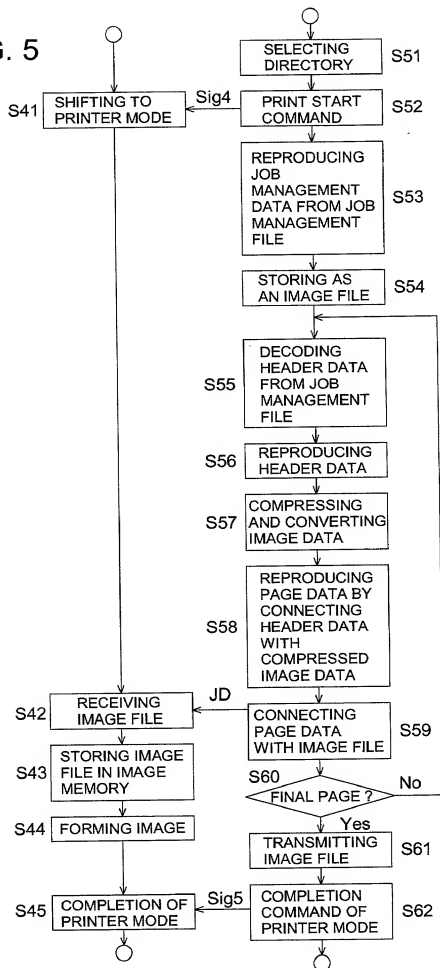 G. 5
S41
SHIFTING TO
PRINTER MODE
Sig4
SELECTING
DIRECTORY
S51
PRINT START
COMMAND
S52
REPRODUCING
JOB
MANAGEMENT
DATA FROM JOB
MANAGEMENT
FILE
S53
STORING AS
AN IMAGE FILE
S54
S55
DECODING
HEADER DATA
FROM JOB
MANAGEMENT
FILE
S56
REPRODUCING
HEADER DATA
S57
COMPRESSING
AND CONVERTING
IMAGE DATA
S58
REPRODUCING
PAGE DATA BY
CONNECTING
HEADER DATA
WITH
COMPRESSED
IMAGE DATA
S42
RECEIVING
IMAGE FILE
JD
CONNECTING
PAGE DATA
WITH IMAGE FILE
S59
S43
STORING IMAGE
FILE IN IMAGE
MEMORY
S60
FINAL PAGE ?
No
Yes
S44
FORMING IMAGE
TRANSMITTING
IMAGE FILE
S61
S45
COMPLETION OF
PRINTER MODE
Sig5
COMPLETION
COMMAND OF
PRINTER MODE
S62